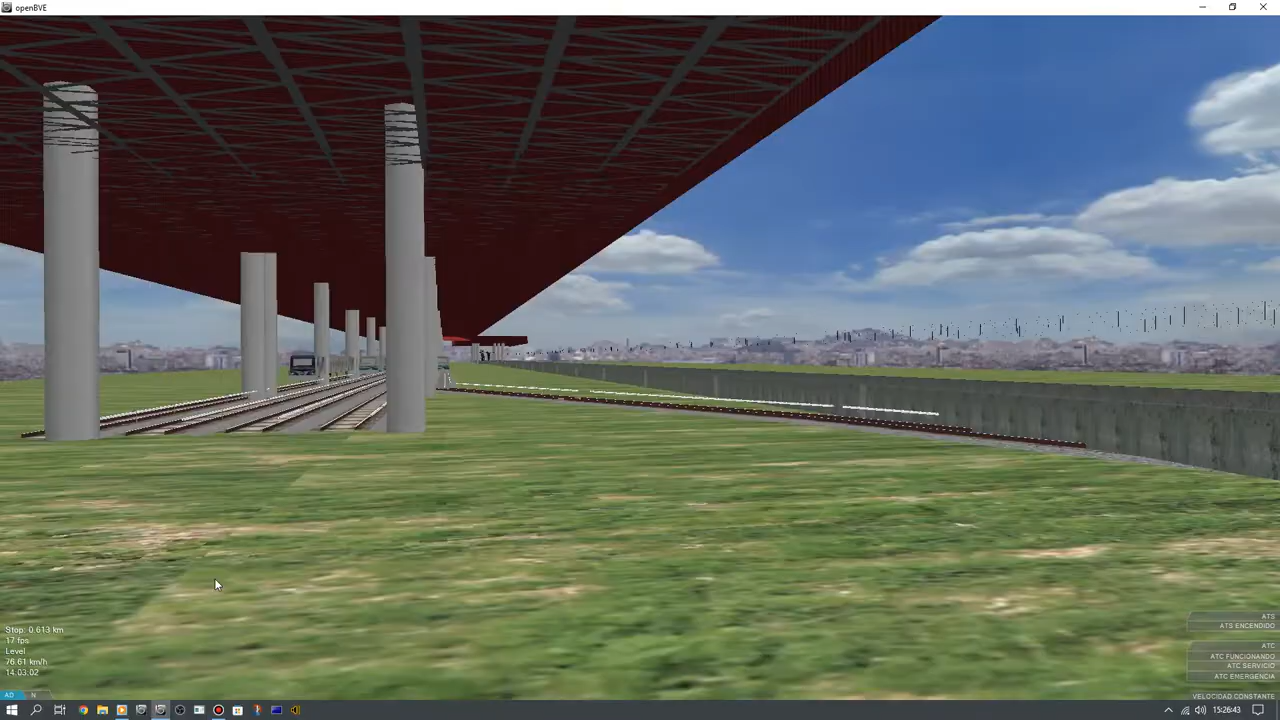 openBVE
Stop: 0.613 km
17 fps
Level
76.61 km/h
14:03:02
AD N
ATS
ATS ENCENDIDO
ATC
ATC FUNCIONANDO
ATC SERVICIO
ATC EMERGENCIA
VELOCIDAD CONSTANTE
15:26:43